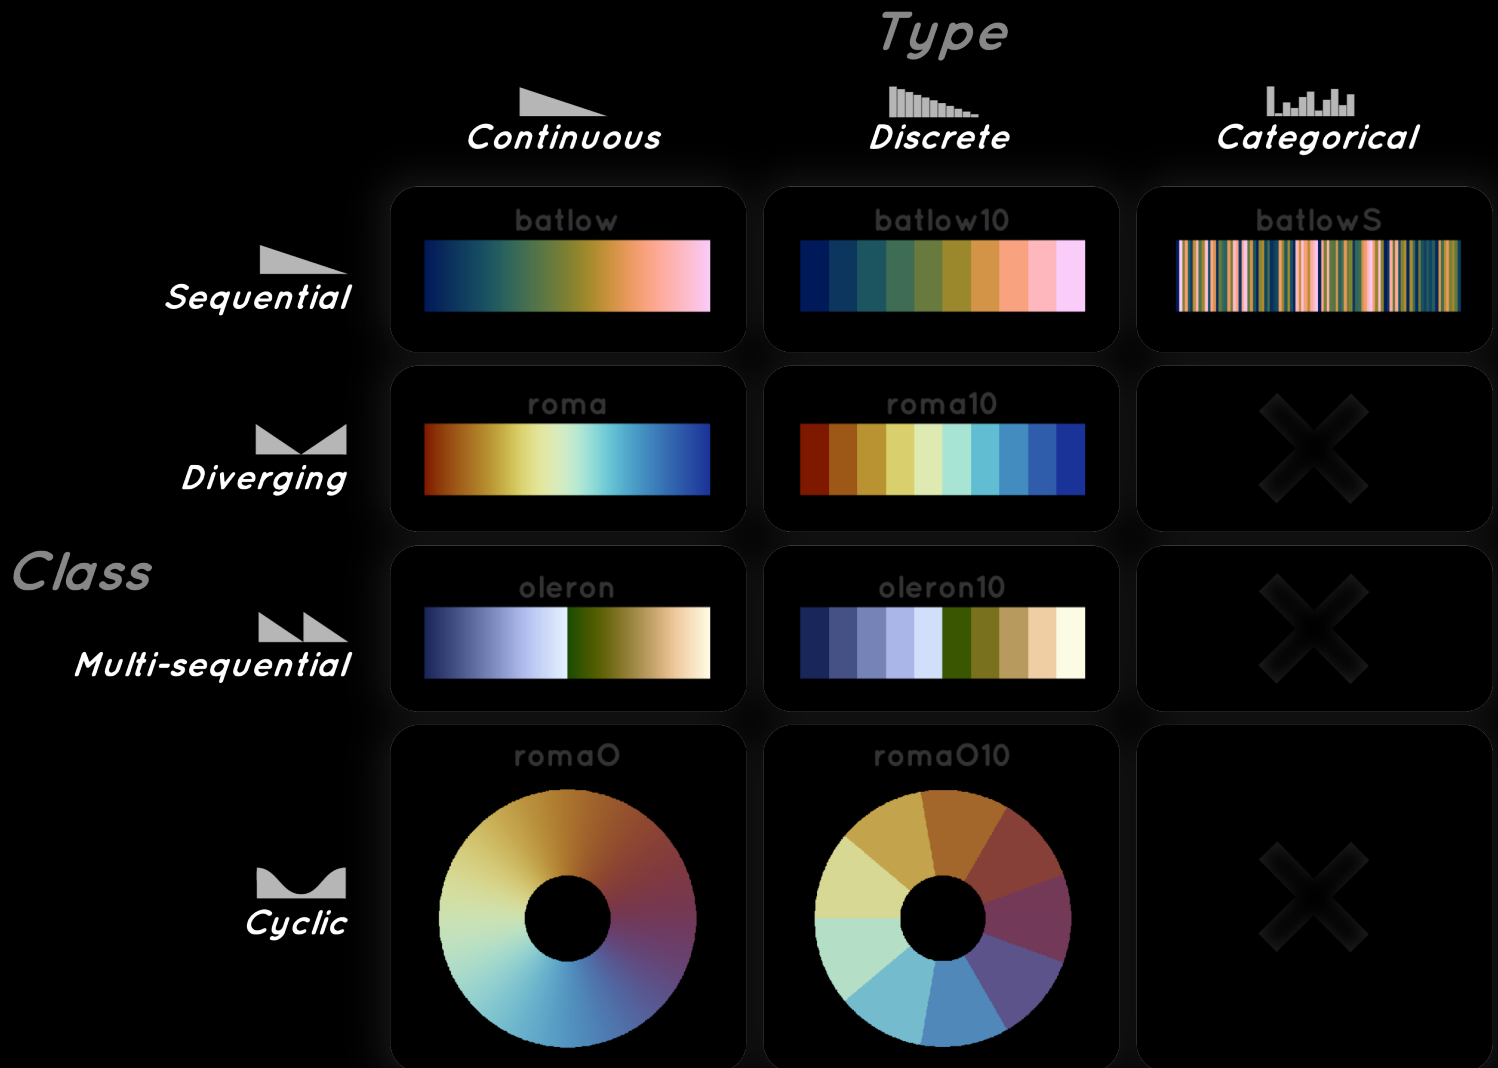 Type
Continuous
Discrete
Categorical
batlow
batlow10
batlowS
Sequential
roma
roma10
Diverging
Class
oleron
oleron10
Multi-sequential
romaO
romaO10
Cyclic